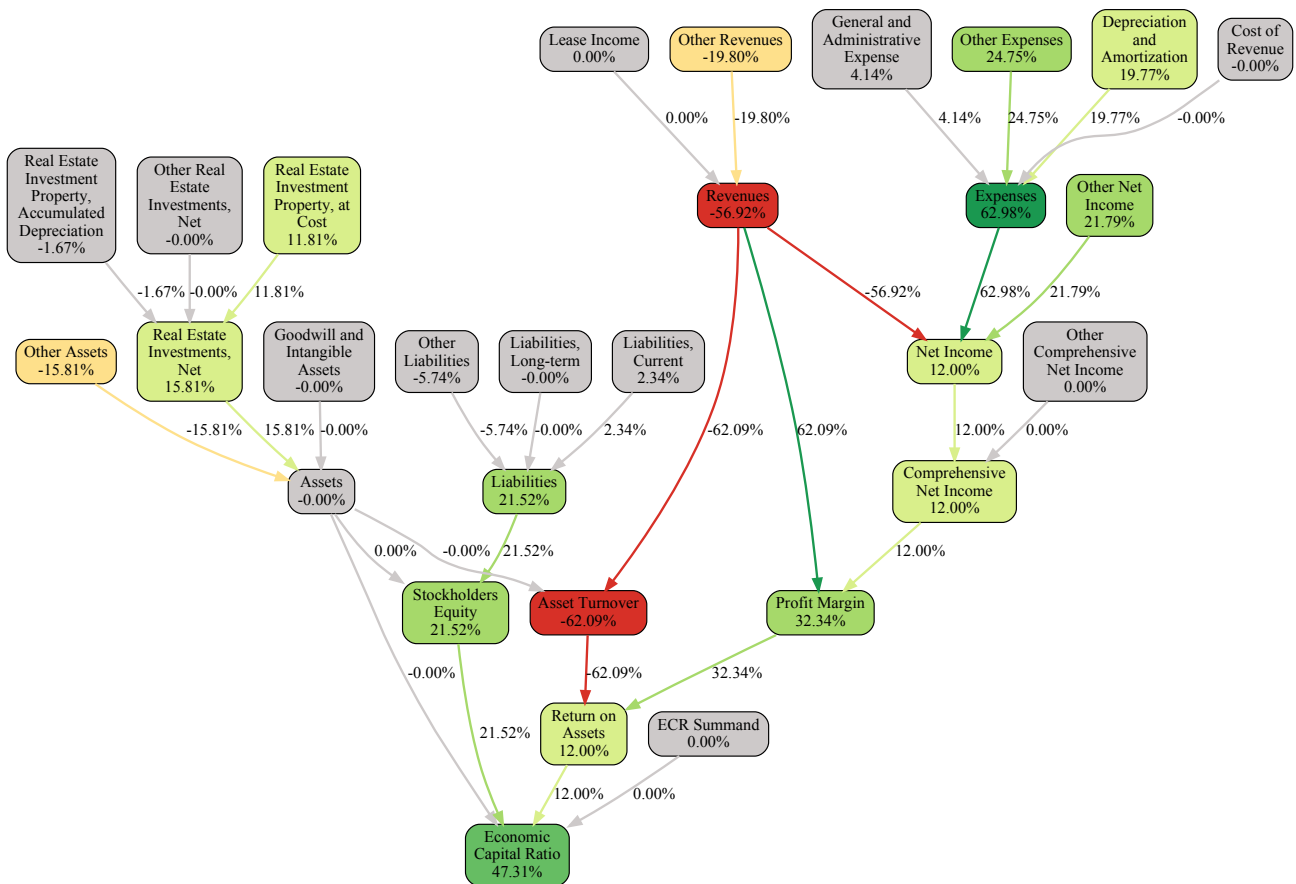 Lease Income
0.00%
Other Revenues
-19.80%
General and
Administrative
Expense
4.14%
Other Expenses
24.75%
Depreciation
and
Amortization
19.77%
Cost of
Revenue
-0.00%
0.00%
-19.80%
4.14%
24.75%
19.77%
-0.00%
Real Estate
Investment
Property,
Accumulated
Depreciation
-1.67%
Other Real
Estate
Investments,
Net
-0.00%
Real Estate
Investment
Property, at
Cost
11.81%
Revenues
-56.92%
Expenses
62.98%
Other Net
Income
21.79%
-1.67%
-0.00%
11.81%
-56.92%
62.98%
21.79%
Other Assets
-15.81%
Real Estate
Investments,
Net
15.81%
Goodwill and
Intangible
Assets
-0.00%
Other
Liabilities
-5.74%
Liabilities,
Long-term
-0.00%
Liabilities,
Current
2.34%
Net Income
12.00%
Other
Comprehensive
Net Income
0.00%
-15.81%
15.81%
-0.00%
-5.74%
-0.00%
2.34%
-62.09%
62.09%
12.00%
0.00%
Assets
-0.00%
Liabilities
21.52%
Comprehensive
Net Income
12.00%
0.00%
-0.00%
21.52%
12.00%
Stockholders
Equity
21.52%
Asset Turnover
-62.09%
Profit Margin
32.34%
-0.00%
-62.09%
32.34%
Return on
Assets
12.00%
ECR Summand
0.00%
21.52%
12.00%
0.00%
Economic
Capital Ratio
47.31%